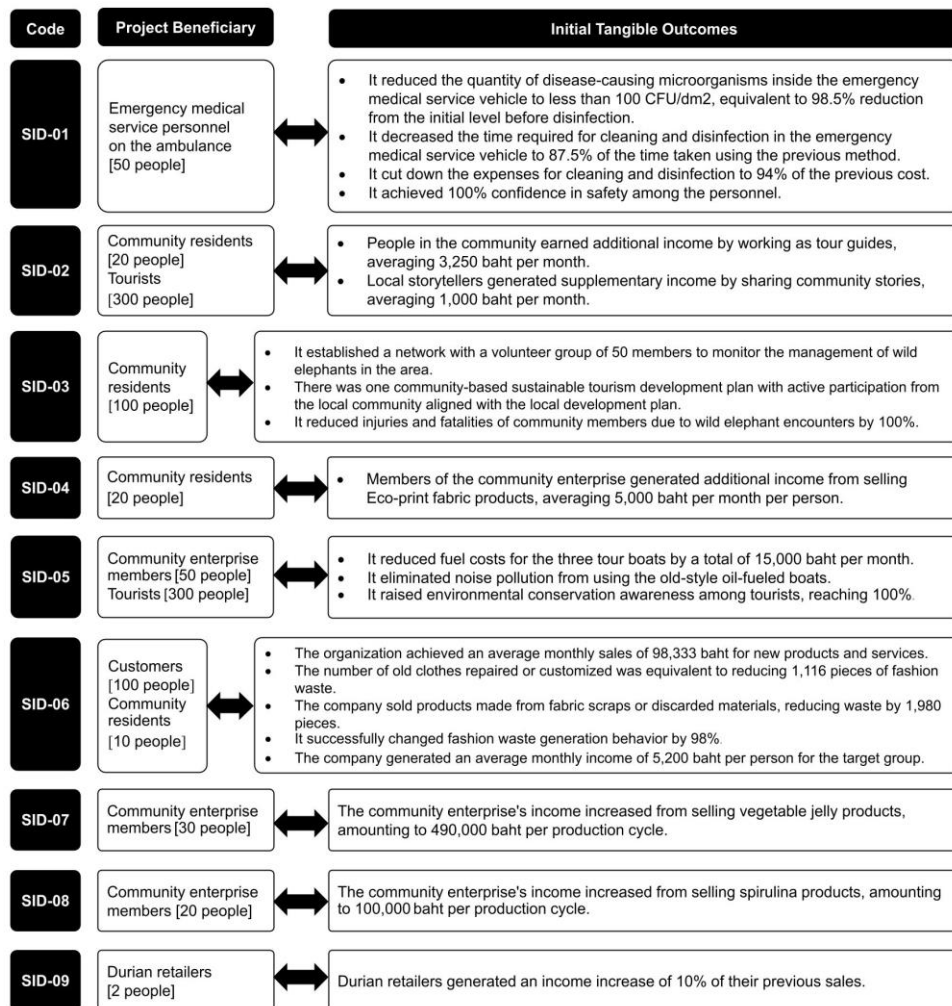 Code
Project Beneficiary
Initial Tangible Outcomes
SID-01
Emergency medical
service personnel
on the ambulance
[50 people]
• It reduced the quantity of disease-causing microorganisms inside the emergency
medical service vehicle to less than 100 CFU/dm2, equivalent to 98.5% reduction
from the initial level before disinfection.
• It decreased the time required for cleaning and disinfection in the emergency
medical service vehicle to 87.5% of the time taken using the previous method.
• It cut down the expenses for cleaning and disinfection to 94% of the previous cost.
• It achieved 100% confidence in safety among the personnel.
SID-02
Community residents
[20 people]
Tourists
[300 people]
• People in the community earned additional income by working as tour guides,
averaging 3,250 baht per month.
• Local storytellers generated supplementary income by sharing community stories,
averaging 1,000 baht per month.
SID-03
Community
residents
[100 people]
• It established a network with a volunteer group of 50 members to monitor the management of wild
elephants in the area.
• There was one community-based sustainable tourism development plan with active participation from
the local community aligned with the local development plan.
• It reduced injuries and fatalities of community members due to wild elephant encounters by 100%.
SID-04
Community residents
[20 people]
• Members of the community enterprise generated additional income from selling
Eco-print fabric products, averaging 5,000 baht per month per person.
SID-05
Community enterprise
members [50 people]
Tourists [300 people]
• It reduced fuel costs for the three tour boats by a total of 15,000 baht per month.
• It eliminated noise pollution from using the old-style oil-fueled boats.
• It raised environmental conservation awareness among tourists, reaching 100%.
SID-06
Customers
[100 people]
Community
residents
[10 people]
• The organization achieved an average monthly sales of 98,333 baht for new products and services.
• The number of old clothes repaired or customized was equivalent to reducing 1,116 pieces of fashion
waste.
• The company sold products made from fabric scraps or discarded materials, reducing waste by 1,980
pieces.
• It successfully changed fashion waste generation behavior by 98%.
• The company generated an average monthly income of 5,200 baht per person for the target group.
SID-07
Community enterprise
members [30 people]
The community enterprise's income increased from selling vegetable jelly products,
amounting to 490,000 baht per production cycle.
SID-08
Community enterprise
members [20 people]
The community enterprise's income increased from selling spirulina products, amounting
to 100,000 baht per production cycle.
SID-09
Durian retailers
[2 people]
Durian retailers generated an income increase of 10% of their previous sales.